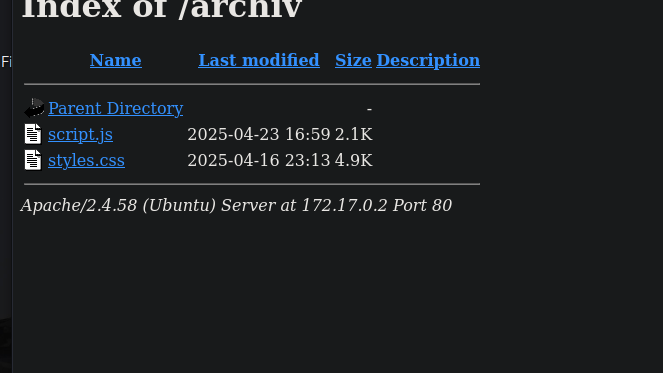 Index of /archiv
Fi
Name Last modified Size Description
Parent Directory -
script.js 2025-04-23 16:59 2.1K
styles.css 2025-04-16 23:13 4.9K
Apache/2.4.58 (Ubuntu) Server at 172.17.0.2 Port 80